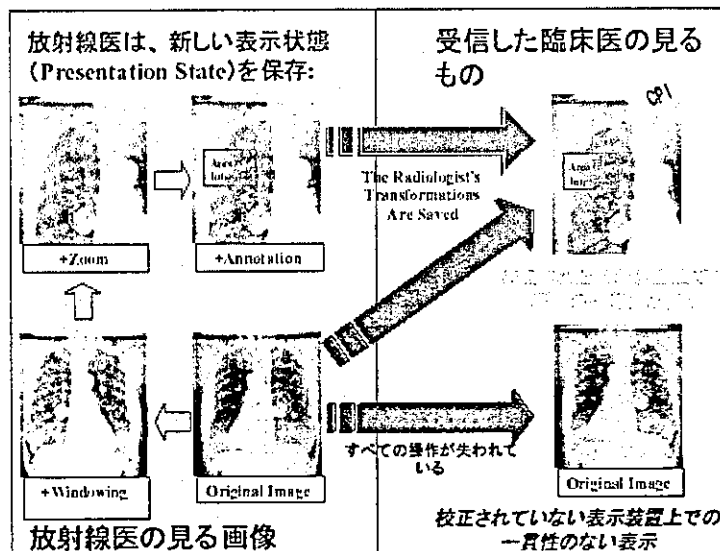 放射線医は、新しい表示状態
(Presentation State)を保存:
+Zoom
+Annotation
+Windowing
Original Image
放射線医の見る画像
The Radiologist's
Transformations
Are Saved
すべての操作が失われて
いる
受信した臨床医の見る
もの
CPI
Area
Area
Original Image
校正されていない表示装置上での
一貫性のない表示